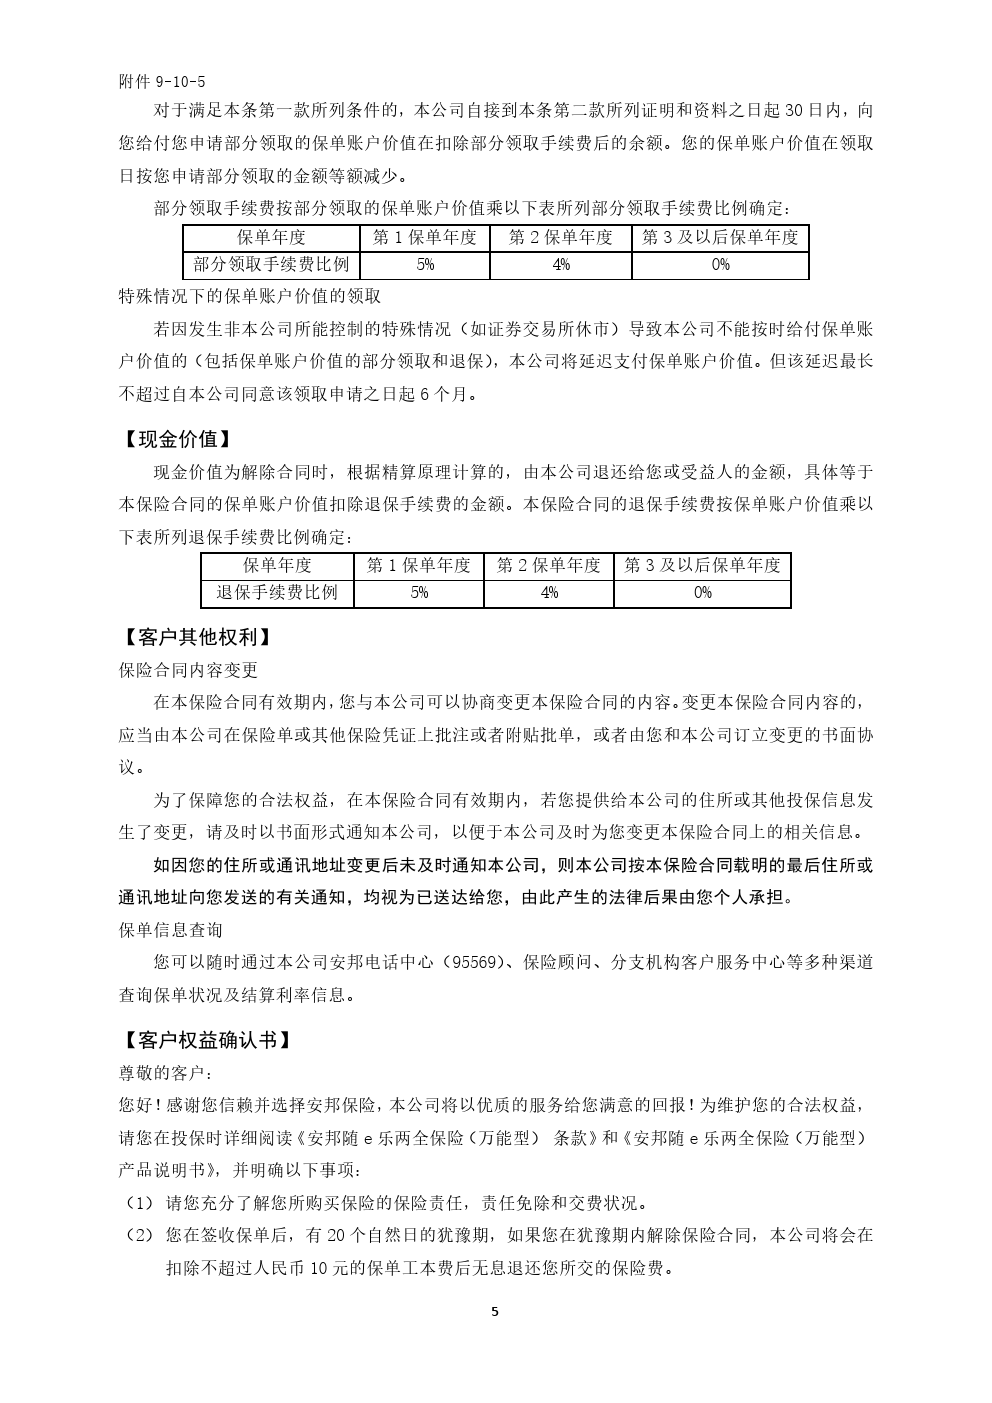 附件 9-10-5
对于满足本条第一款所列条件的，本公司自接到本条第二款所列证明和资料之日起 30 日内，向
您给付您申请部分领取的保单账户价值在扣除部分领取手续费后的余额。您的保单账户价值在领取
日按您申请部分领取的金额等额减少。
部分领取手续费按部分领取的保单账户价值乘以下表所列部分领取手续费比例确定：
保单年度 第 1 保单年度 第 2 保单年度 第 3 及以后保单年度
部分领取手续费比例 5% 4% 0%
特殊情况下的保单账户价值的领取
若因发生非本公司所能控制的特殊情况（如证券交易所休市）导致本公司不能按时给付保单账
户价值的（包括保单账户价值的部分领取和退保），本公司将延迟支付保单账户价值。但该延迟最长
不超过自本公司同意该领取申请之日起 6 个月。
【现金价值】
现金价值为解除合同时，根据精算原理计算的，由本公司退还给您或受益人的金额，具体等于
本保险合同的保单账户价值扣除退保手续费的金额。本保险合同的退保手续费按保单账户价值乘以
下表所列退保手续费比例确定：
保单年度 第 1 保单年度 第 2 保单年度 第 3 及以后保单年度
退保手续费比例 5% 4% 0%
【客户其他权利】
保险合同内容变更
在本保险合同有效期内，您与本公司可以协商变更本保险合同的内容。变更本保险合同内容的，
应当由本公司在保险单或其他保险凭证上批注或者附贴批单，或者由您和本公司订立变更的书面协
议。
为了保障您的合法权益，在本保险合同有效期内，若您提供给本公司的住所或其他投保信息发
生了变更，请及时以书面形式通知本公司，以便于本公司及时为您变更本保险合同上的相关信息。
如因您的住所或通讯地址变更后未及时通知本公司，则本公司按本保险合同载明的最后住所或
通讯地址向您发送的有关通知，均视为已送达给您，由此产生的法律后果由您个人承担。
保单信息查询
您可以随时通过本公司安邦电话中心（95569）、保险顾问、分支机构客户服务中心等多种渠道
查询保单状况及结算利率信息。
【客户权益确认书】
尊敬的客户：
您好！感谢您信赖并选择安邦保险，本公司将以优质的服务给您满意的回报！为维护您的合法权益，
请您在投保时详细阅读《安邦随 e 乐两全保险（万能型） 条款》和《安邦随 e 乐两全保险（万能型）
产品说明书》，并明确以下事项：
（1） 请您充分了解您所购买保险的保险责任，责任免除和交费状况。
（2） 您在签收保单后，有 20 个自然日的犹豫期，如果您在犹豫期内解除保险合同，本公司将会在
扣除不超过人民币 10 元的保单工本费后无息退还您所交的保险费。
5